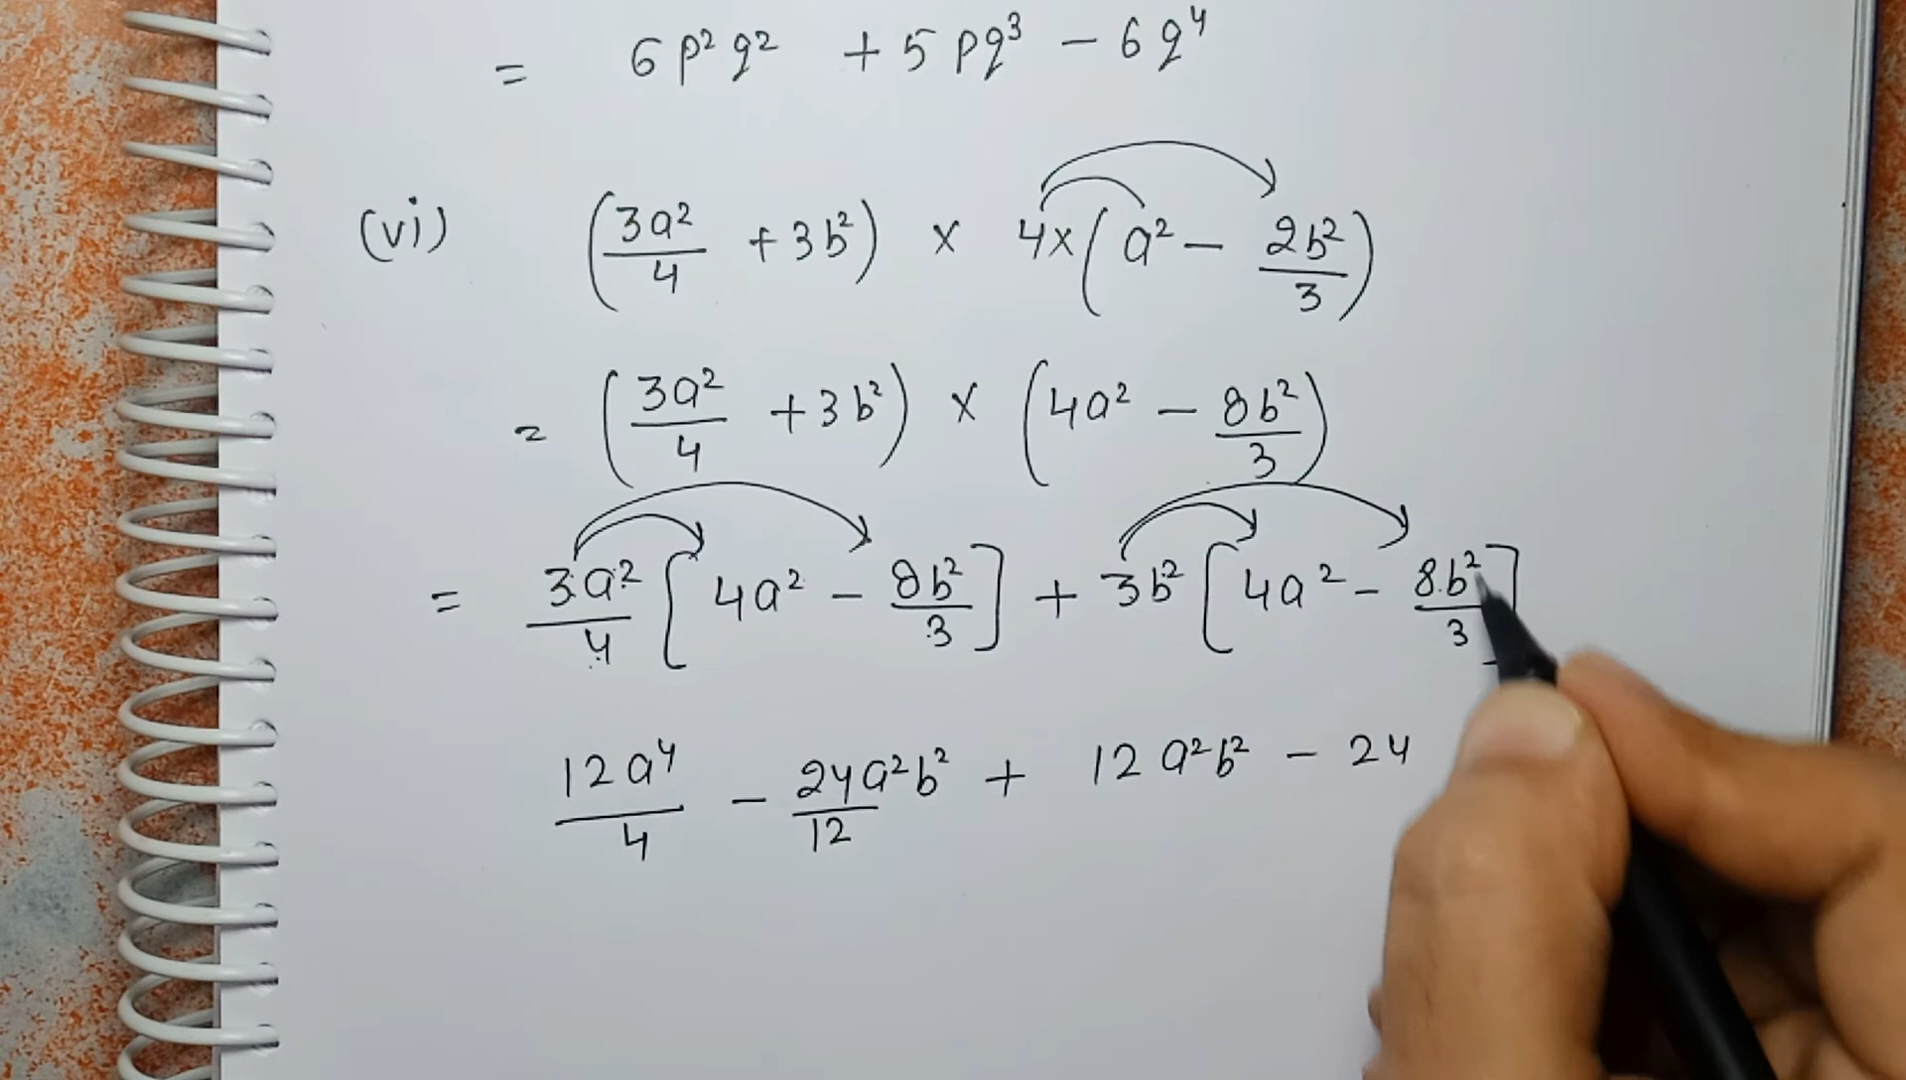 = 6p²q² + 5pq³ - 6q⁴
(vi) (3a²/4 + 3b²) × 4×(a² - 2b²/3)
= (3a²/4 + 3b²) × (4a² - 8b²/3)
= 3a²/4 [4a² - 8b²/3] + 3b² [4a² - 8b²/3]
12a⁴/4 - 24a²b²/12 + 12a²b² - 24